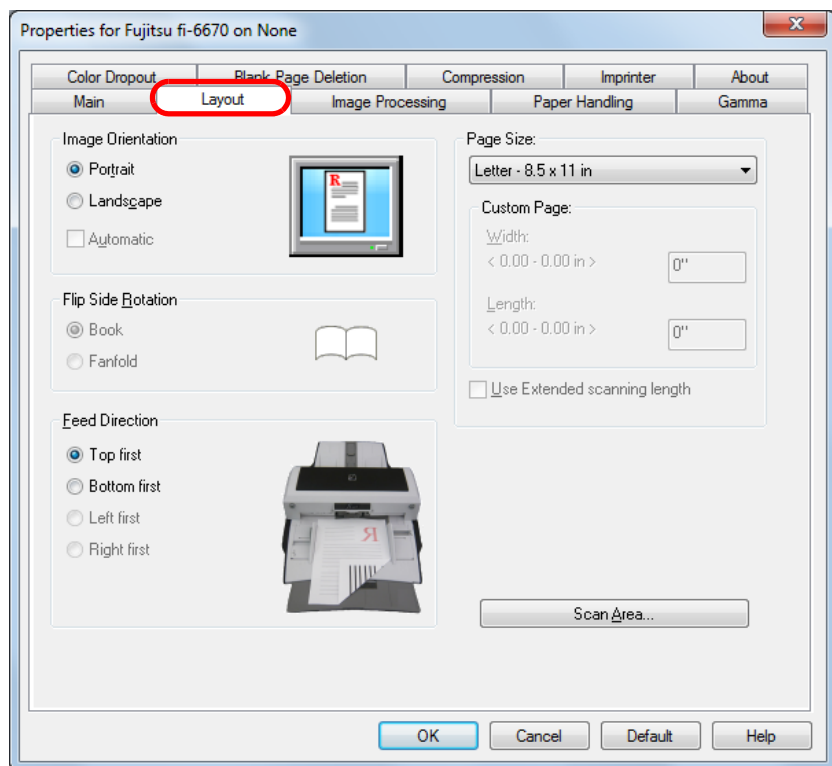 Properties for Fujitsu fi-6670 on None
Color Dropout Blank Page Deletion Compression Imprinter About
Main Layout Image Processing Paper Handling Gamma
Image Orientation
Portrait
Landscape
Automatic
R
Flip Side Rotation
Book
Fanfold
Feed Direction
Top first
Bottom first
Left first
Right first
R
Page Size:
Letter - 8.5 x 11 in
Custom Page:
Width:
< 0.00 - 0.00 in >
0''
Length:
< 0.00 - 0.00 in >
0''
Use Extended scanning length
Scan Area...
OK Cancel Default Help